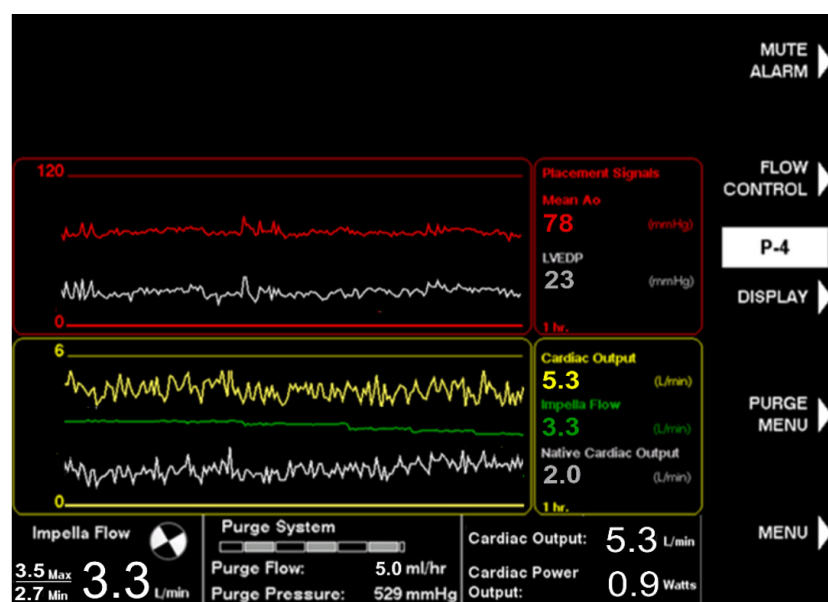 MUTE
ALARM
120
Placement Signals
Mean Ao
78 (mmHg)
LVEDP
23 (mmHg)
0
1 hr.
FLOW
CONTROL
P-4
DISPLAY
6
Cardiac Output
5.3 (L/min)
Impella Flow
3.3 (L/min)
Native Cardiac Output
2.0 (L/min)
0
1 hr.
PURGE
MENU
Impella Flow
3.5 Max
2.7 Min
3.3 L/min
Purge System
Purge Flow: 5.0 ml/hr
Purge Pressure: 529 mmHg
Cardiac Output: 5.3 L/min
Cardiac Power
Output: 0.9 Watts
MENU